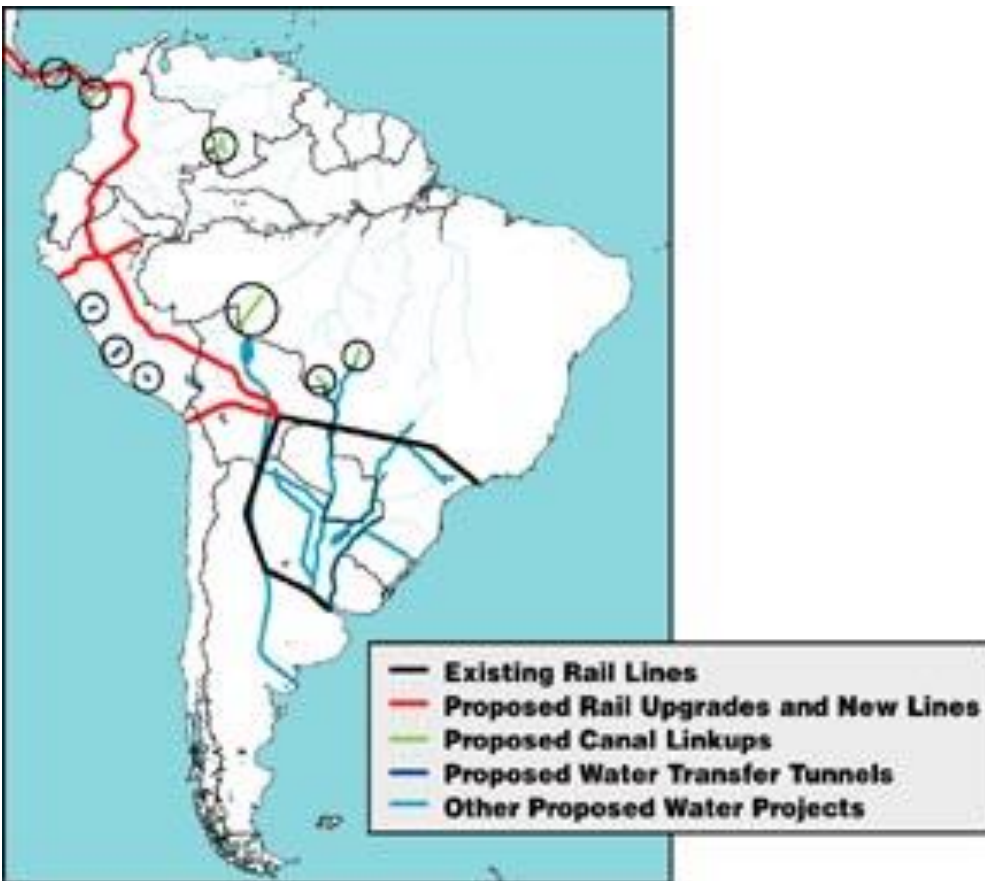 Existing Rail Lines
Proposed Rail Upgrades and New Lines
Proposed Canal Linkups
Proposed Water Transfer Tunnels
Other Proposed Water Projects